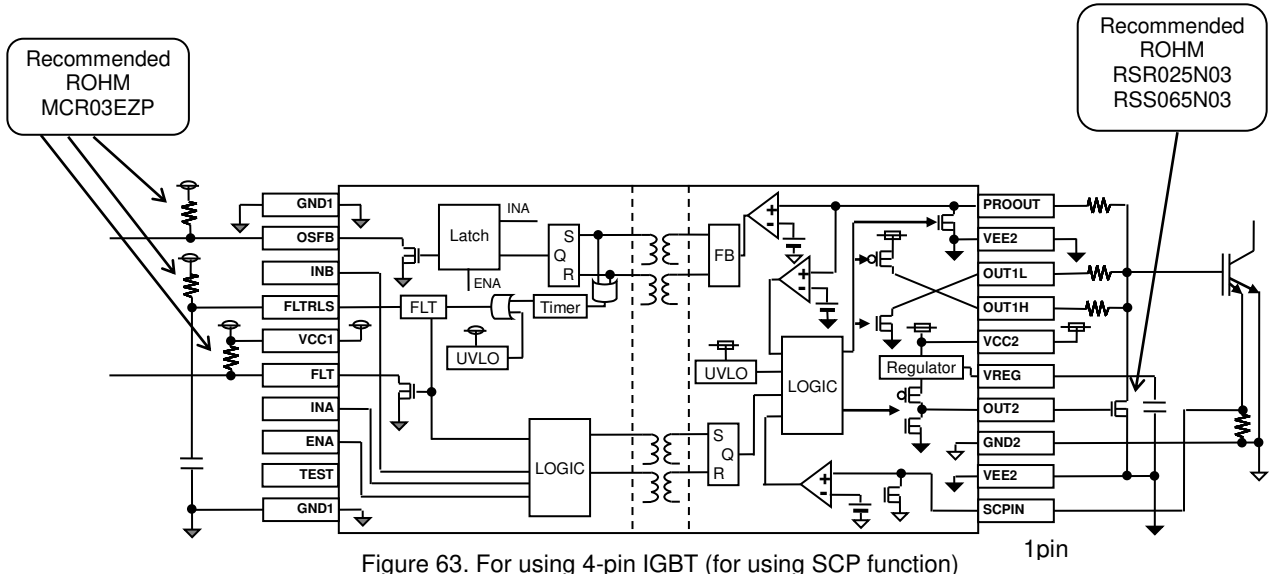 Recommended
ROHM
MCR03EZP
Recommended
ROHM
RSR025N03
RSS065N03
GND1
OSFB
INB
FLTRLS
VCC1
FLT
INA
ENA
TEST
GND1
INA
Latch
ENA
S
Q
R
FLT
Timer
UVLO
LOGIC
FB
+
-
+
-
UVLO
LOGIC
Regulator
S
Q
R
+
-
PROOUT
VEE2
OUT1L
OUT1H
VCC2
VREG
OUT2
GND2
VEE2
SCPIN
1pin
Figure 63. For using 4-pin IGBT (for using SCP function)